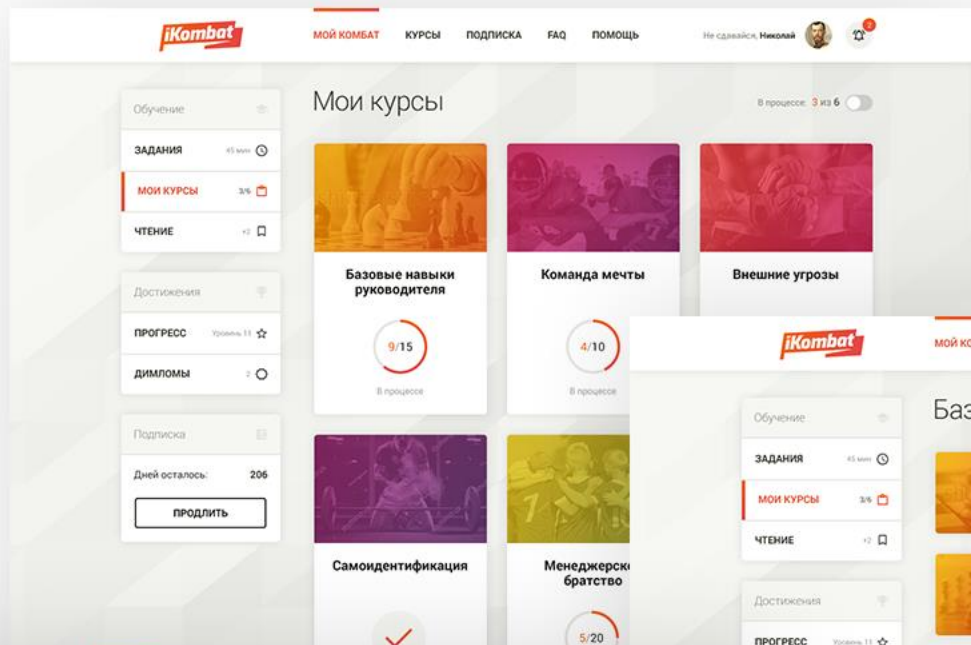 iKombat
МОЙ КОМБАТ КУРСЫ ПОДПИСКА FAQ ПОМОЩЬ
Не сдавайся, Николай
2
Обучение
ЗАДАНИЯ 45 мин
МОИ КУРСЫ 3/6
ЧТЕНИЕ +2
Достижения
ПРОГРЕСС Уровень 11
ДИМЛОМЫ 2
Подписка
Дней осталось: 206
ПРОДЛИТЬ
Мои курсы
В процессе: 3 из 6
Базовые навыки
руководителя
9/15
В процессе
Команда мечты
4/10
В процессе
Внешние угрозы
Самоидентификация
7
Менеджерск
братство
5/20
iKombat
МОЙ КО
Баз
Обучение
ЗАДАНИЯ 45 мин
МОИ КУРСЫ 3/6
ЧТЕНИЕ +2
Достижения
ПРОГРЕСС Уровень 11